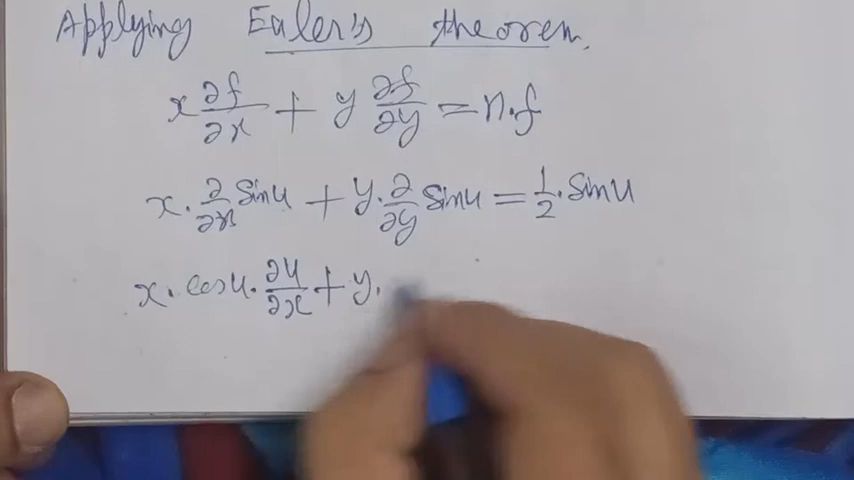 Applying Euler's theorem.
x ∂f/∂x + y ∂f/∂y = n.f
x. ∂/∂x sinu + y. ∂/∂y sinu = 1/2 . sinu
x. cosu. ∂u/∂x + y.